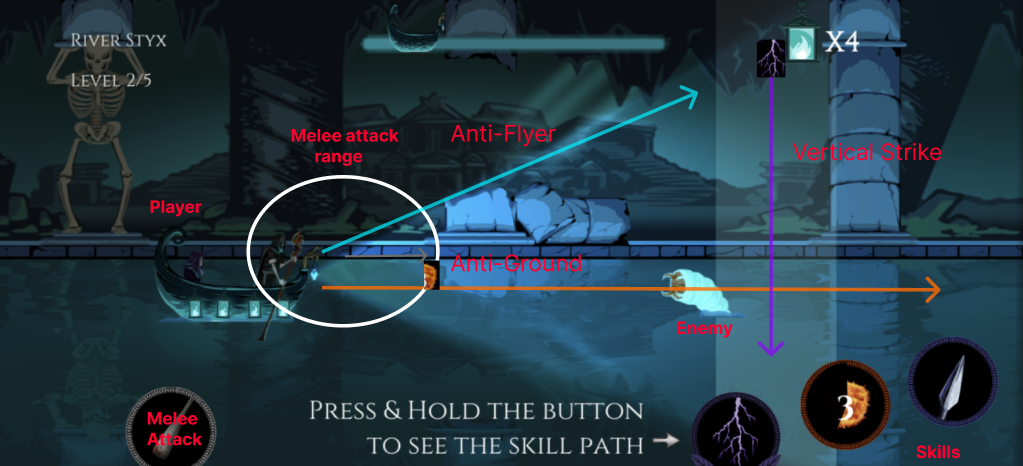 River Styx
Level 2/5
X4
Melee attack
range
Anti-Flyer
Vertical Strike
Player
Anti-Ground
Enemy
Melee
Attack
Press & Hold the button
to see the skill path
3
Skills